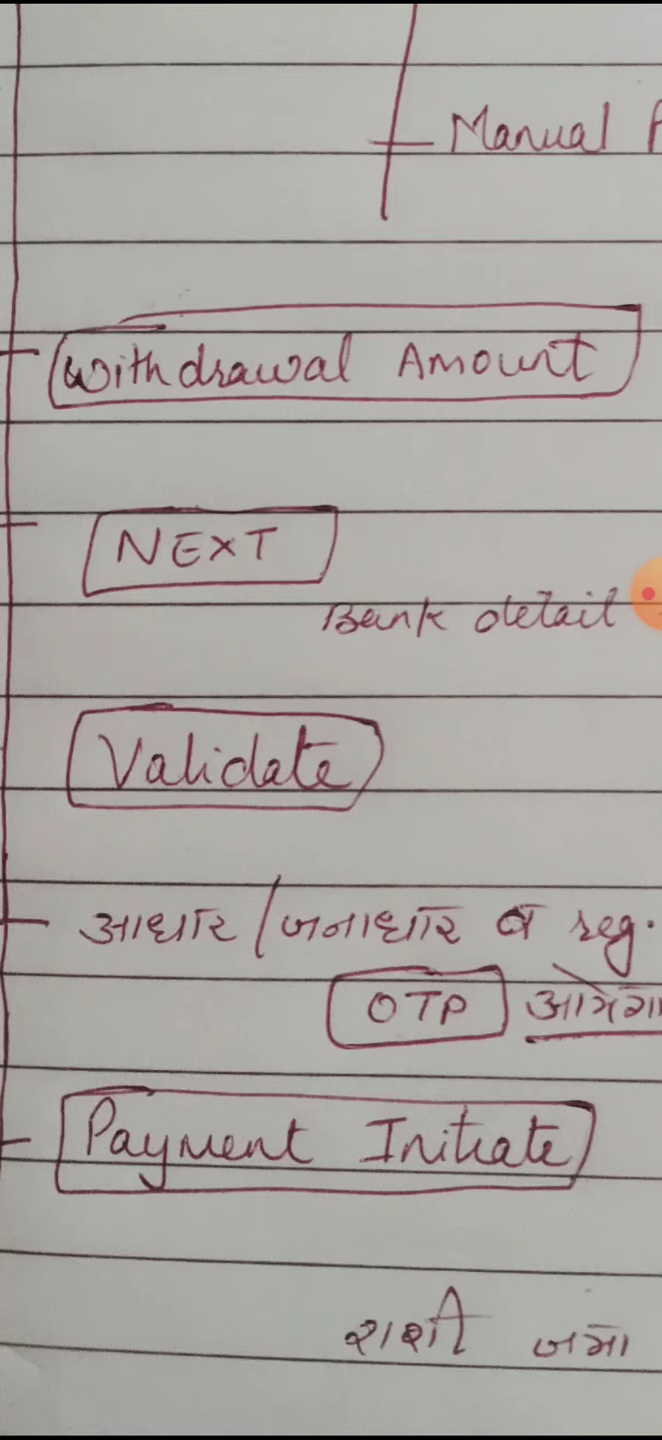 Manual
Withdrawal Amount
NEXT
Bank detail
Validate
आधार / जनाधार व reg.
OTP आयेगा
Payment Initiate
राशी जमा